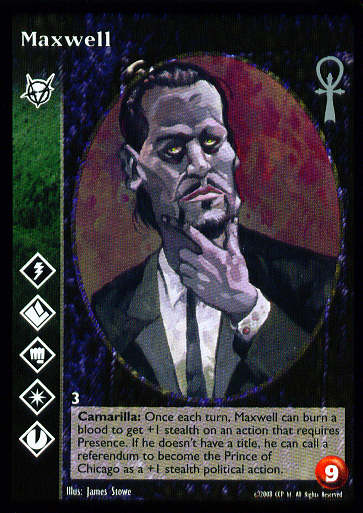 Maxwell
3
Camarilla: Once each turn, Maxwell can burn a
blood to get +1 stealth on an action that requires
Presence. If he doesn't have a title, he can call a
referendum to become the Prince of
Chicago as a +1 stealth political action.
9
Illus: James Stowe
©2008 CCP hf. All Rights Reserved